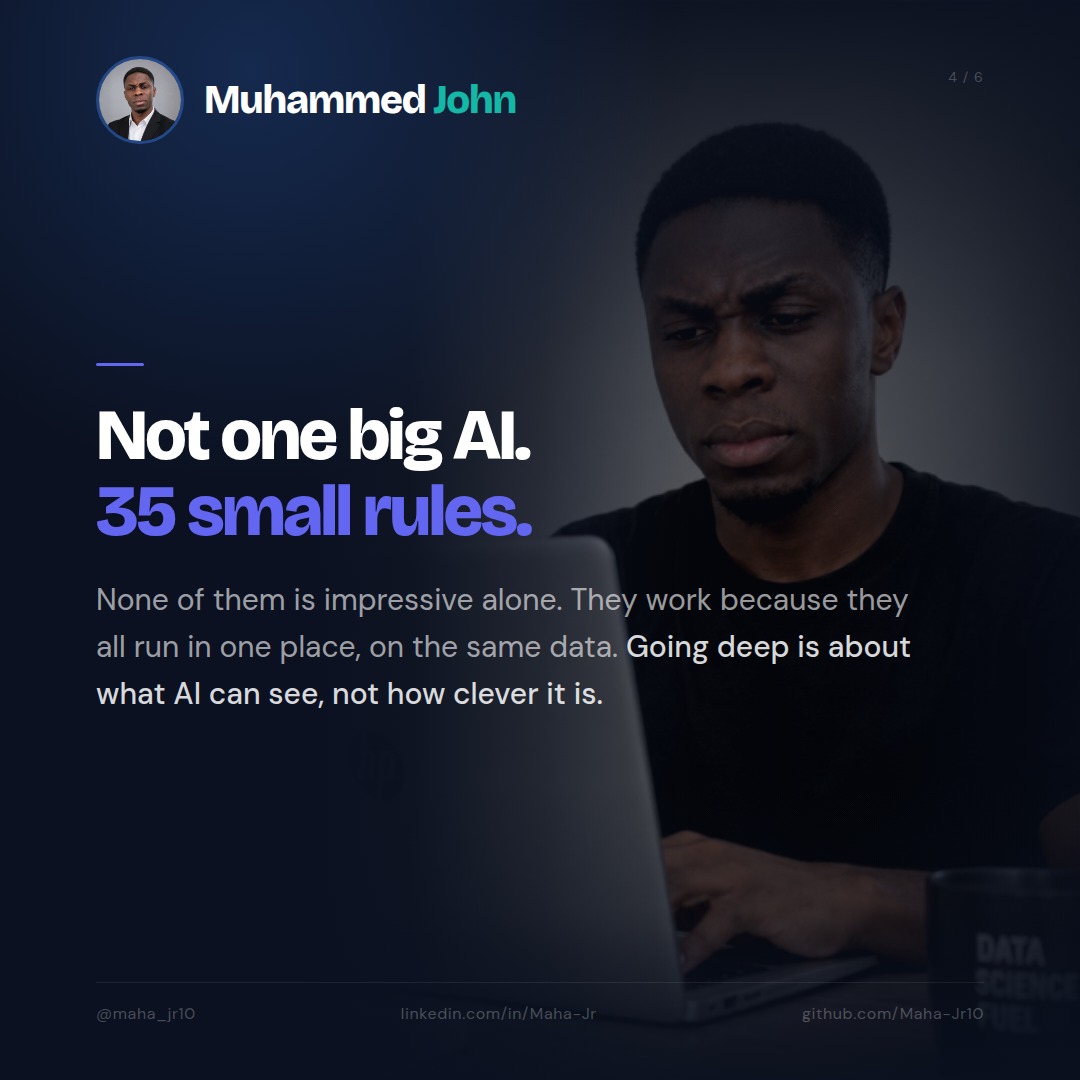 Muhammed John
4 / 6
Not one big AI.
35 small rules.
None of them is impressive alone. They work because they
all run in one place, on the same data. Going deep is about
what AI can see, not how clever it is.
hp
DATA
SCIENCE
FUEL
@maha_jr10
linkedin.com/in/Maha-Jr
github.com/Maha-Jr10